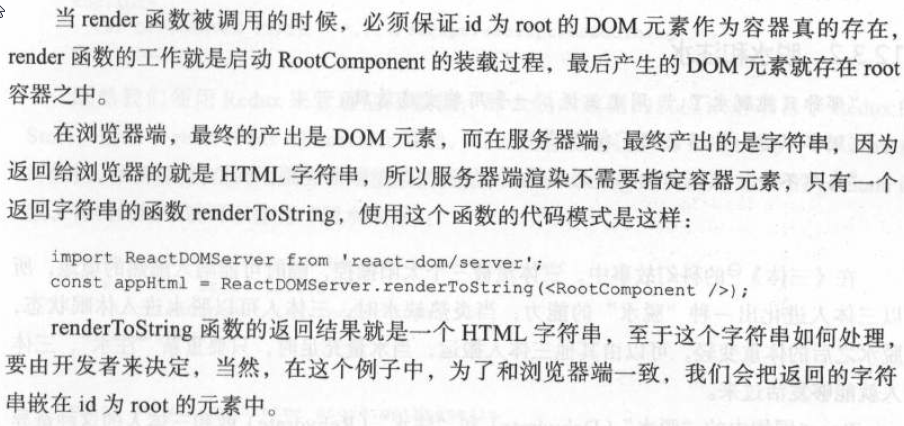 当 render 函数被调用的时候，必须保证 id 为 root 的 DOM 元素作为容器真的存在，
render 函数的工作就是启动 RootComponent 的装载过程，最后产生的 DOM 元素就存在 root
容器之中。
在浏览器端，最终的产出是 DOM 元素，而在服务器端，最终产出的是字符串，因为
返回给浏览器的就是 HTML 字符串，所以服务器端渲染不需要指定容器元素，只有一个
返回字符串的函数 renderToString，使用这个函数的代码模式是这样：
import ReactDOMServer from 'react-dom/server';
const appHtml = ReactDOMServer.renderToString(<RootComponent />);
renderToString 函数的返回结果就是一个 HTML 字符串，至于这个字符串如何处理，
要由开发者来决定，当然，在这个例子中，为了和浏览器端一致，我们会把返回的字符
串嵌在 id 为 root 的元素中。